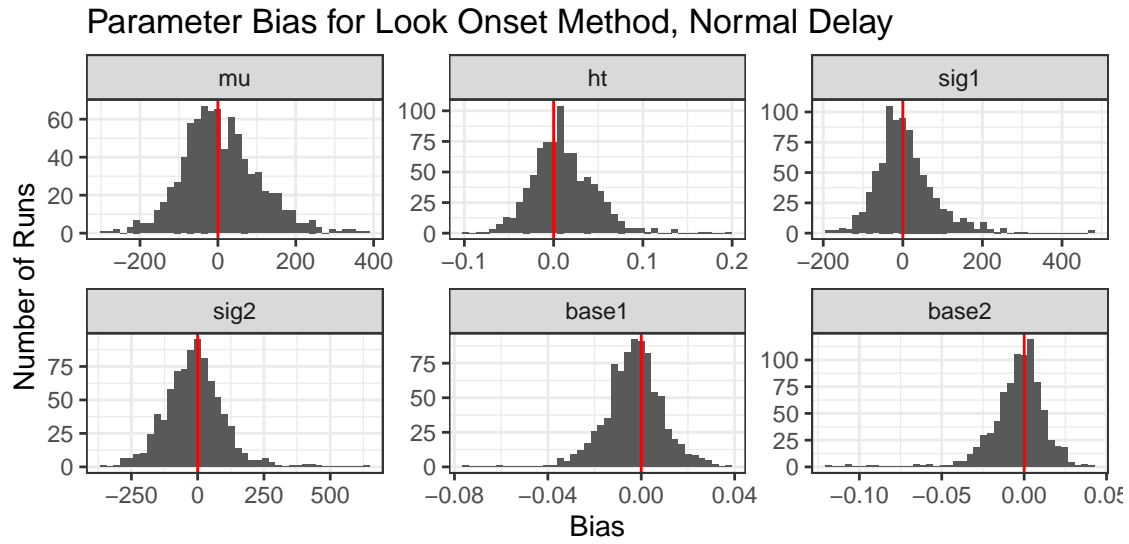 Parameter Bias for Look Onset Method, Normal Delay
Number of Runs
mu
60
40
20
0
−200 0 200 400
ht
100
75
50
25
0
−0.1 0.0 0.1 0.2
sig1
100
75
50
25
0
−200 0 200 400
sig2
75
50
25
0
−250 0 250 500
base1
75
50
25
0
−0.08 −0.04 0.00 0.04
base2
100
75
50
25
0
−0.10 −0.05 0.00 0.05
Bias